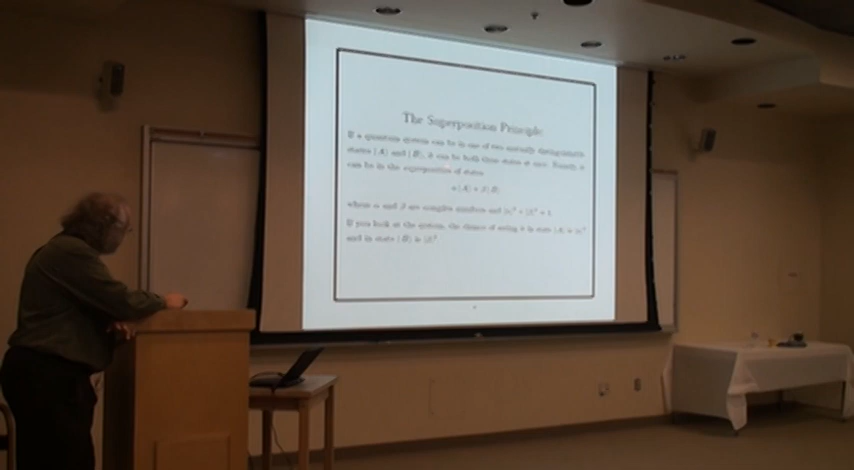 The Superposition Principle
If a quantum system can be in one of two mutually distinguishable
states |A⟩ and |B⟩, it can be both these states at once. Namely, it
can be in the superposition of states
α|A⟩ + β|B⟩
where α and β are complex numbers and |α|² + |β|² = 1.
If you look at the system, the chance of seeing it in state |A⟩ is |α|²
and in state |B⟩ is |β|²